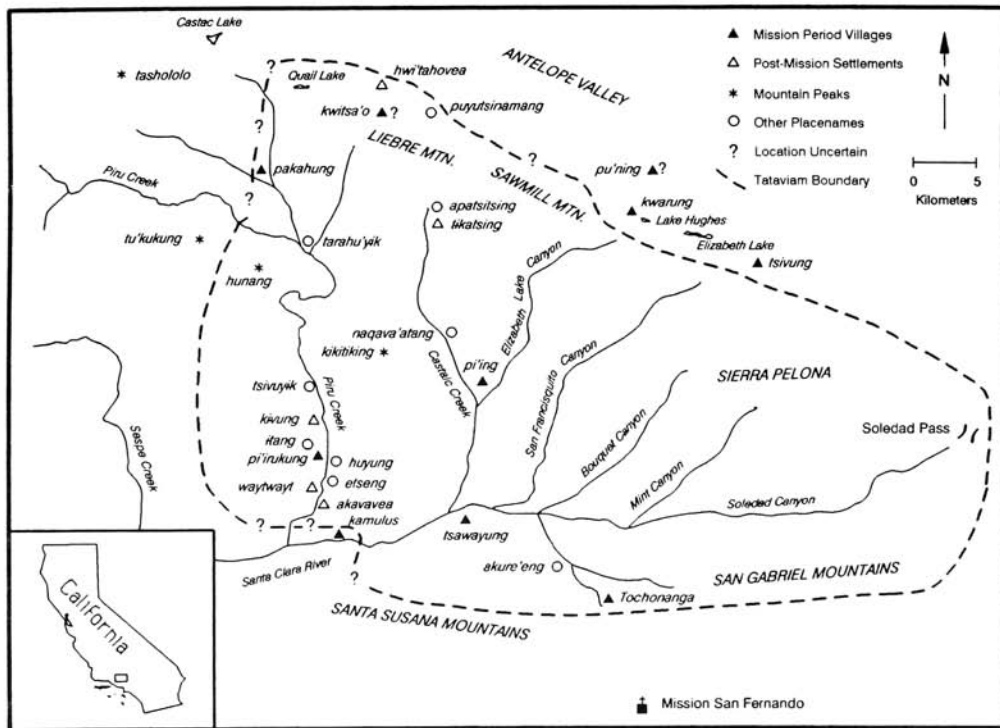 Castac Lake
tashololo
?
Quail Lake
hwi'tahovea
ANTELOPE VALLEY
▲ Mission Period Villages
△ Post-Mission Settlements
* Mountain Peaks
○ Other Placenames
? Location Uncertain
Tataviam Boundary
N
0 5
Kilometers
kwitsa'o ?
puyutsinamang
?
LIEBRE MTN.
?
pu'ning ?
pakahung
?
Piru Creek
SAWMILL MTN.
kwarung
Lake Hughes
Elizabeth Lake
apatsitsing
tikatsing
?
tu'kukung
tarahu'yik
tsivung
hunang
Elizabeth Lake Canyon
naqava'atang
kikitiking
Castaic Creek
pi'ing
San Francisquito Canyon
SIERRA PELONA
tsivuyik
Piru Creek
Bouquet Canyon
Soledad Pass
kivung
Sespe Creek
itang
pi'irukung
huyung
Mint Canyon
waytwayt
etseng
Soledad Canyon
akavavea
? ?
kamulus
tsawayung
Santa Clara River
akure'eng
SAN GABRIEL MOUNTAINS
?
Tochonanga
SANTA SUSANA MOUNTAINS
California
Mission San Fernando